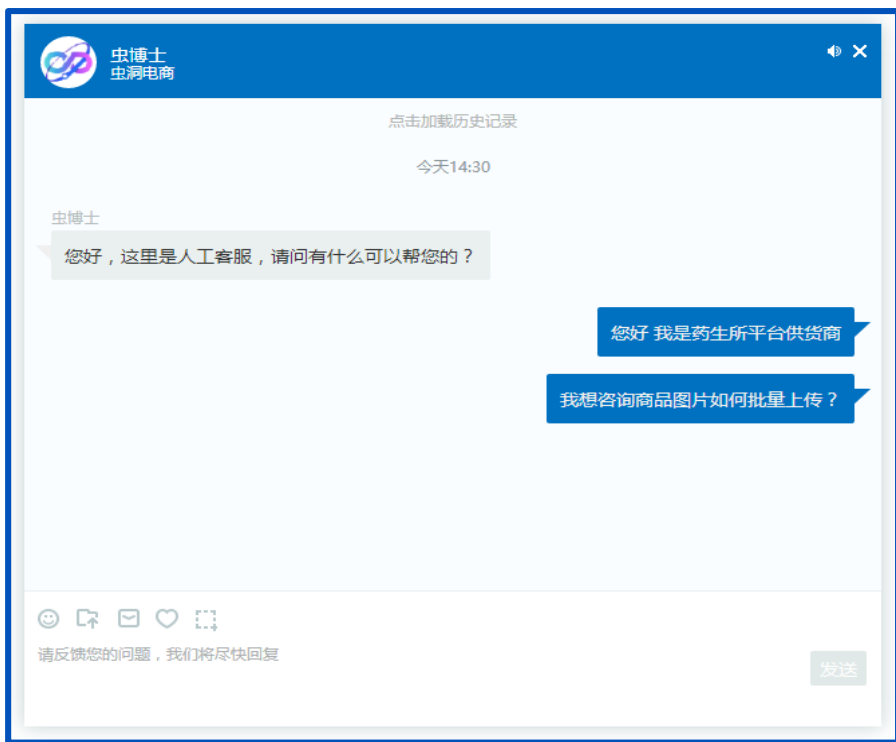 虫博士
虫洞电商
点击加载历史记录
今天14:30
虫博士
您好，这里是人工客服，请问有什么可以帮您的？
您好 我是药生所平台供货商
我想咨询商品图片如何批量上传？
请反馈您的问题，我们将尽快回复
发送